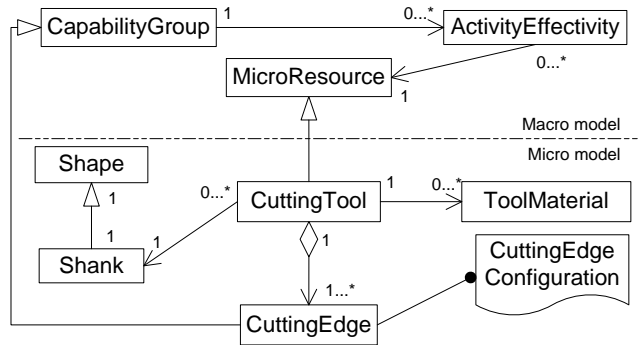 CapabilityGroup
1
0...*
ActivityEffectivity
MicroResource
1
0...*
Macro model
Micro model
Shape
1
1
Shank
1
0...*
CuttingTool
1
0...*
ToolMaterial
1
1...*
CuttingEdge
CuttingEdge
Configuration